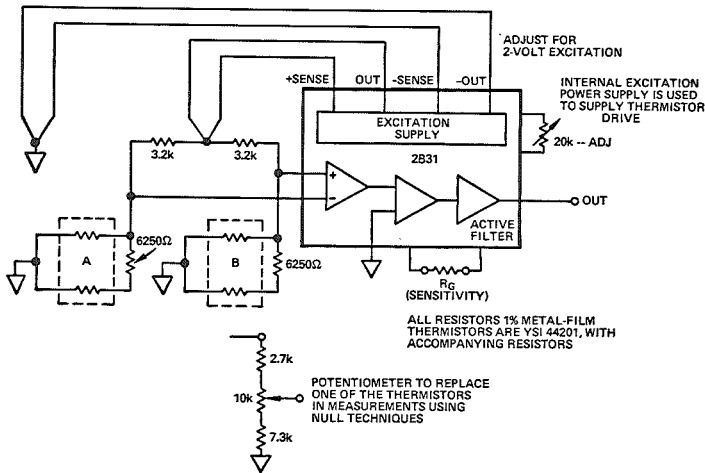 ADJUST FOR
2-VOLT EXCITATION
+SENSE OUT -SENSE -OUT
INTERNAL EXCITATION
POWER SUPPLY IS USED
TO SUPPLY THERMISTOR
DRIVE
EXCITATION
SUPPLY
20k -- ADJ
3.2k
3.2k
2B31
+
−
OUT
ACTIVE
FILTER
A
6250Ω
B
6250Ω
RG
(SENSITIVITY)
ALL RESISTORS 1% METAL-FILM
THERMISTORS ARE YSI 44201, WITH
ACCOMPANYING RESISTORS
2.7k
10k
POTENTIOMETER TO REPLACE
ONE OF THE THERMISTORS
IN MEASUREMENTS USING
NULL TECHNIQUES
7.3k